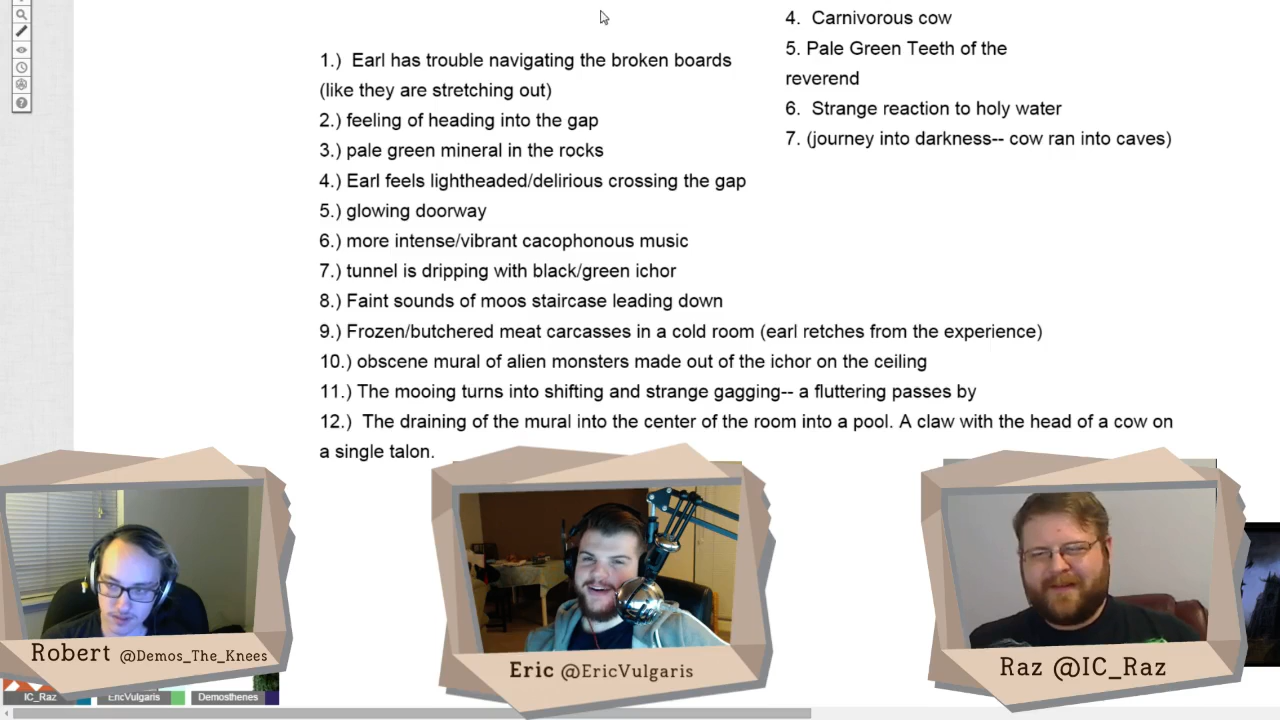 1.) Earl has trouble navigating the broken boards
(like they are stretching out)
2.) feeling of heading into the gap
3.) pale green mineral in the rocks
4.) Earl feels lightheaded/delirious crossing the gap
5.) glowing doorway
6.) more intense/vibrant cacophonous music
7.) tunnel is dripping with black/green ichor
8.) Faint sounds of moos staircase leading down
9.) Frozen/butchered meat carcasses in a cold room (earl retches from the experience)
10.) obscene mural of alien monsters made out of the ichor on the ceiling
11.) The mooing turns into shifting and strange gagging-- a fluttering passes by
12.) The draining of the mural into the center of the room into a pool. A claw with the head of a cow on
a single talon.
4. Carnivorous cow
5. Pale Green Teeth of the
reverend
6. Strange reaction to holy water
7. (journey into darkness-- cow ran into caves)
Robert @Demos_The_Knees
Eric @EricVulgaris
Raz @IC_Raz
IC_Raz
EricVulgaris
Demosthenes